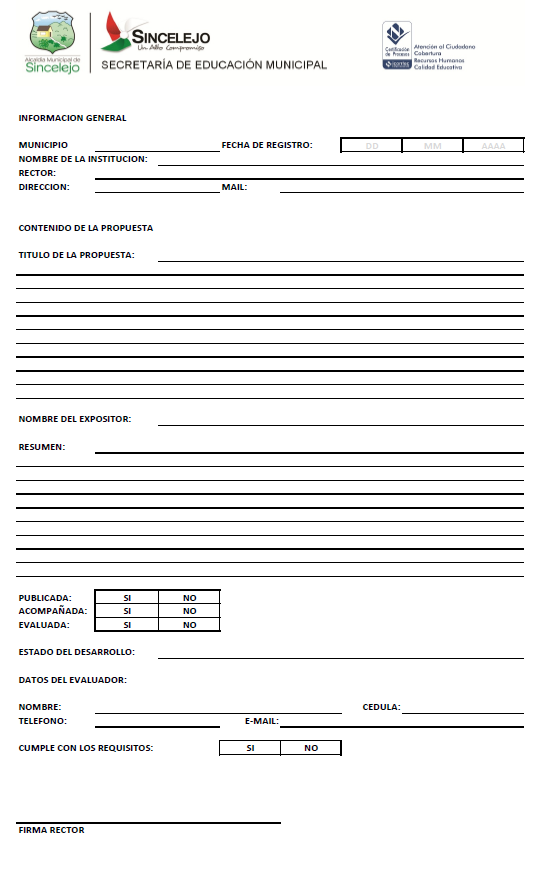 Alcaldía Municipal de
Sincelejo
SINCELEJO
Un Alto Compromiso
SECRETARÍA DE EDUCACIÓN MUNICIPAL
Certificación
de Procesos
Atención al Ciudadano
Cobertura
Recursos Humanos
Calidad Educativa
INFORMACION GENERAL
MUNICIPIO FECHA DE REGISTRO: DD MM AAAA
NOMBRE DE LA INSTITUCION:
RECTOR:
DIRECCION: MAIL:
CONTENIDO DE LA PROPUESTA
TITULO DE LA PROPUESTA:
NOMBRE DEL EXPOSITOR:
RESUMEN:
PUBLICADA: SI NO
ACOMPAÑADA: SI NO
EVALUADA: SI NO
ESTADO DEL DESARROLLO:
DATOS DEL EVALUADOR:
NOMBRE: CEDULA:
TELEFONO: E-MAIL:
CUMPLE CON LOS REQUISITOS: SI NO
FIRMA RECTOR